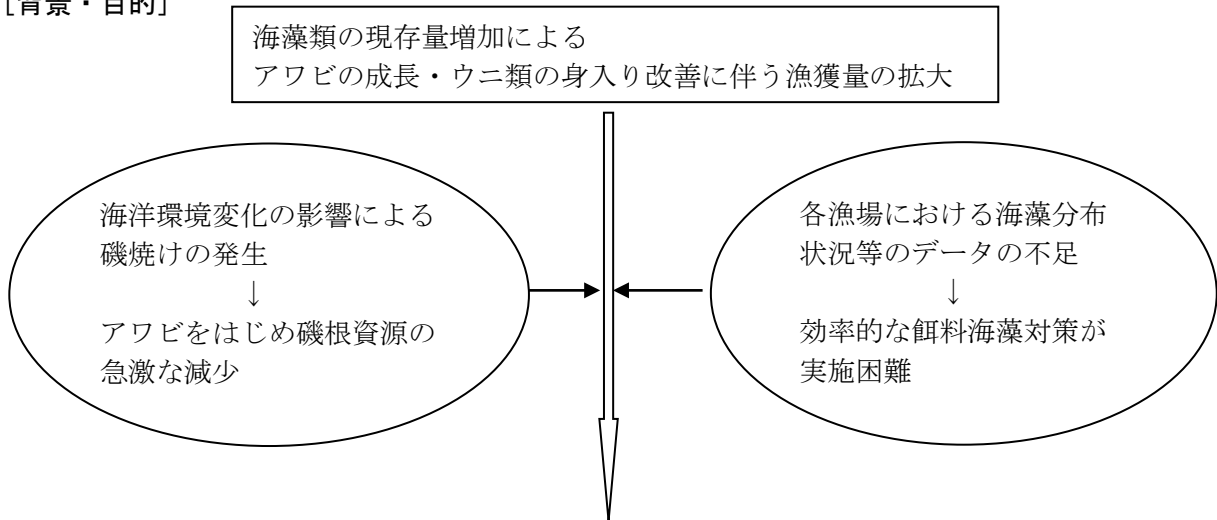 [背景・目的]
海藻類の現存量増加による
アワビの成長・ウニ類の身入り改善に伴う漁獲量の拡大
海洋環境変化の影響による
磯焼けの発生
↓
アワビをはじめ磯根資源の
急激な減少
各漁場における海藻分布
状況等のデータの不足
↓
効率的な餌料海藻対策が
実施困難